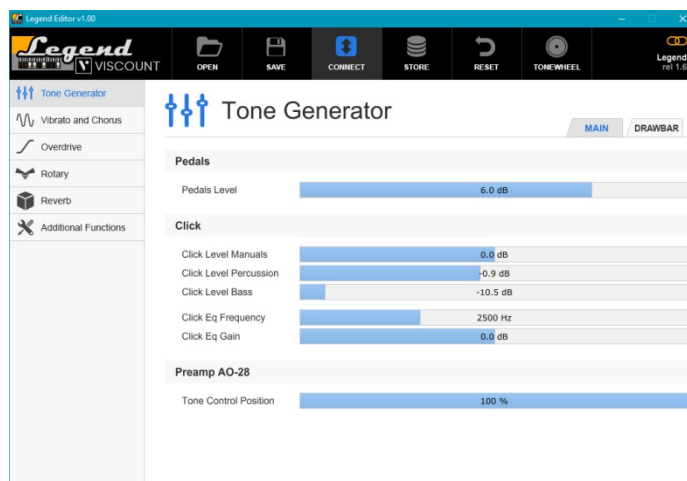 Legend Editor v1.00
Legend
VISCOUNT
OPEN
SAVE
CONNECT
STORE
RESET
TONEWHEEL
Legend
rel 1.6
Tone Generator
Vibrato and Chorus
Overdrive
Rotary
Reverb
Additional Functions
Tone Generator
MAIN
DRAWBAR
Pedals
Pedals Level 6.0 dB
Click
Click Level Manuals 0.0 dB
Click Level Percussion -0.9 dB
Click Level Bass -10.5 dB
Click Eq Frequency 2500 Hz
Click Eq Gain 0.0 dB
Preamp AO-28
Tone Control Position 100 %